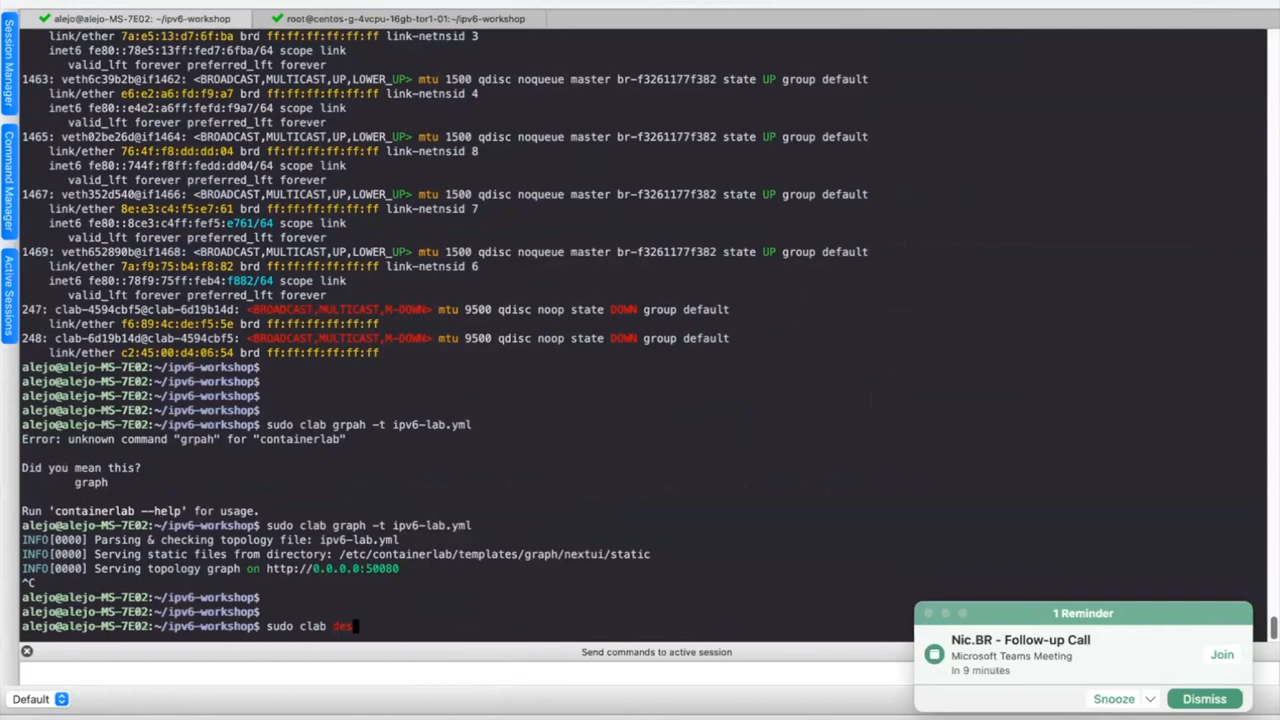 alejo@alejo-MS-7E02: ~/ipv6-workshop
root@centos-g-4vcpu-16gb-tor1-01:~/ipv6-workshop
Session Manager
Command Manager
Active Sessions
link/ether 7a:e5:13:d7:6f:ba brd ff:ff:ff:ff:ff:ff link-netnsid 3
inet6 fe80::78e5:13ff:fed7:6fba/64 scope link
valid_lft forever preferred_lft forever
1463: veth6c39b2b@if1462: <BROADCAST,MULTICAST,UP,LOWER_UP> mtu 1500 qdisc noqueue master br-f3261177f382 state UP group default
link/ether e6:e2:a6:fd:f9:a7 brd ff:ff:ff:ff:ff:ff link-netnsid 4
inet6 fe80::e4e2:a6ff:fefd:f9a7/64 scope link
valid_lft forever preferred_lft forever
1465: veth02be26d@if1464: <BROADCAST,MULTICAST,UP,LOWER_UP> mtu 1500 qdisc noqueue master br-f3261177f382 state UP group default
link/ether 76:4f:f8:dd:dd:04 brd ff:ff:ff:ff:ff:ff link-netnsid 8
inet6 fe80::744f:f8ff:fedd:dd04/64 scope link
valid_lft forever preferred_lft forever
1467: veth352d540@if1466: <BROADCAST,MULTICAST,UP,LOWER_UP> mtu 1500 qdisc noqueue master br-f3261177f382 state UP group default
link/ether 8e:e3:c4:f5:e7:61 brd ff:ff:ff:ff:ff:ff link-netnsid 7
inet6 fe80::8ce3:c4ff:fef5:e761/64 scope link
valid_lft forever preferred_lft forever
1469: veth652890b@if1468: <BROADCAST,MULTICAST,UP,LOWER_UP> mtu 1500 qdisc noqueue master br-f3261177f382 state UP group default
link/ether 7a:f9:75:b4:f8:82 brd ff:ff:ff:ff:ff:ff link-netnsid 6
inet6 fe80::78f9:75ff:feb4:f882/64 scope link
valid_lft forever preferred_lft forever
247: clab-4594cbf5@clab-6d19b14d: <BROADCAST,MULTICAST,M-DOWN> mtu 9500 qdisc noop state DOWN group default
link/ether f6:89:4c:de:f5:5e brd ff:ff:ff:ff:ff:ff
248: clab-6d19b14d@clab-4594cbf5: <BROADCAST,MULTICAST,M-DOWN> mtu 9500 qdisc noop state DOWN group default
link/ether c2:45:00:d4:06:54 brd ff:ff:ff:ff:ff:ff
alejo@alejo-MS-7E02:~/ipv6-workshop$
alejo@alejo-MS-7E02:~/ipv6-workshop$
alejo@alejo-MS-7E02:~/ipv6-workshop$
alejo@alejo-MS-7E02:~/ipv6-workshop$
alejo@alejo-MS-7E02:~/ipv6-workshop$ sudo clab grpah -t ipv6-lab.yml
Error: unknown command "grpah" for "containerlab"
Did you mean this?
graph
Run 'containerlab --help' for usage.
alejo@alejo-MS-7E02:~/ipv6-workshop$ sudo clab graph -t ipv6-lab.yml
INFO[0000] Parsing & checking topology file: ipv6-lab.yml
INFO[0000] Serving static files from directory: /etc/containerlab/templates/graph/nextui/static
INFO[0000] Serving topology graph on http://0.0.0.0:50080
^C
alejo@alejo-MS-7E02:~/ipv6-workshop$
alejo@alejo-MS-7E02:~/ipv6-workshop$
alejo@alejo-MS-7E02:~/ipv6-workshop$ sudo clab des
Send commands to active session
Default
1 Reminder
Nic.BR - Follow-up Call
Microsoft Teams Meeting
In 9 minutes
Join
Snooze
Dismiss